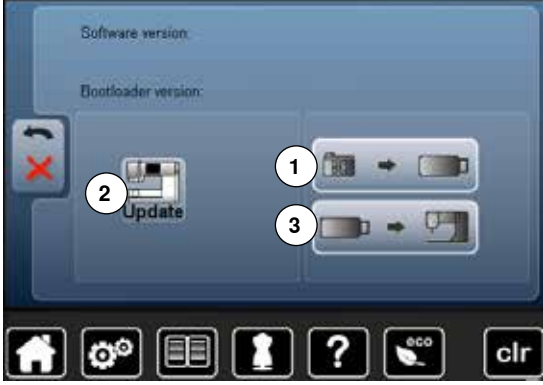 Software version:
Bootloader version:
1
2
Update
3
?
eco
clr